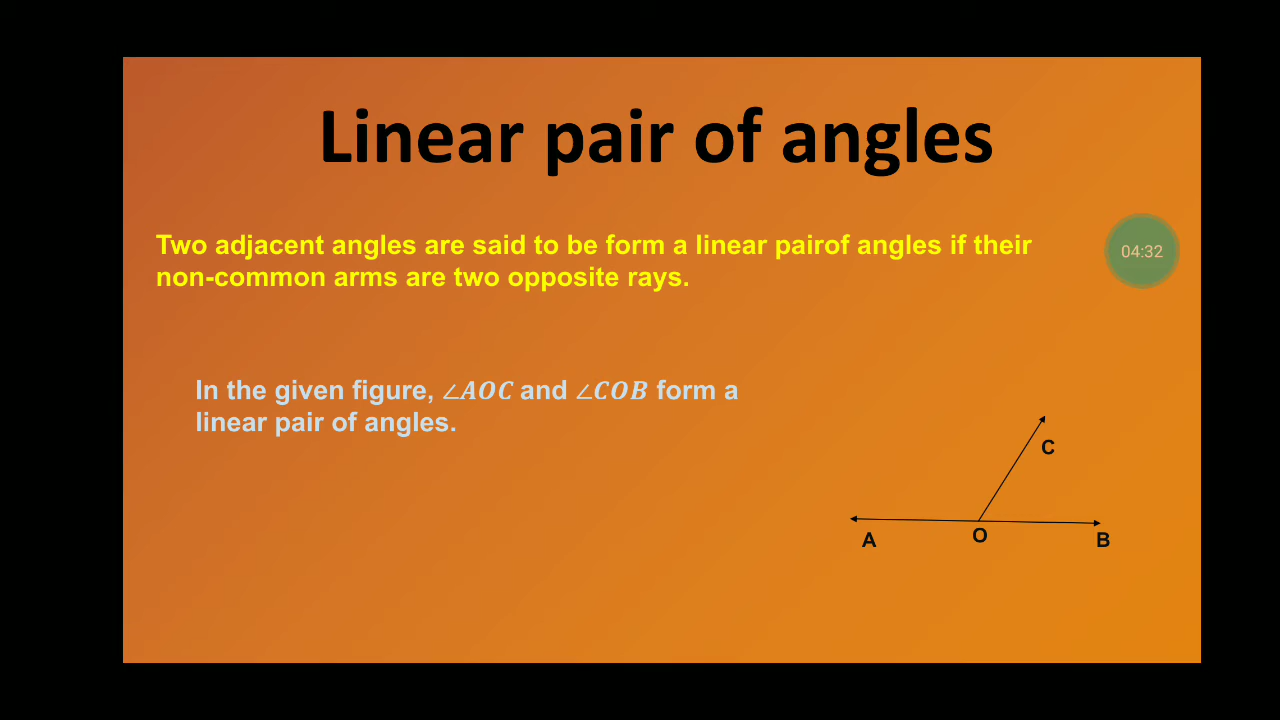 Linear pair of angles
Two adjacent angles are said to be form a linear pairof angles if their
non-common arms are two opposite rays.
04:32
In the given figure, ∠AOC and ∠COB form a
linear pair of angles.
C
A
O
B